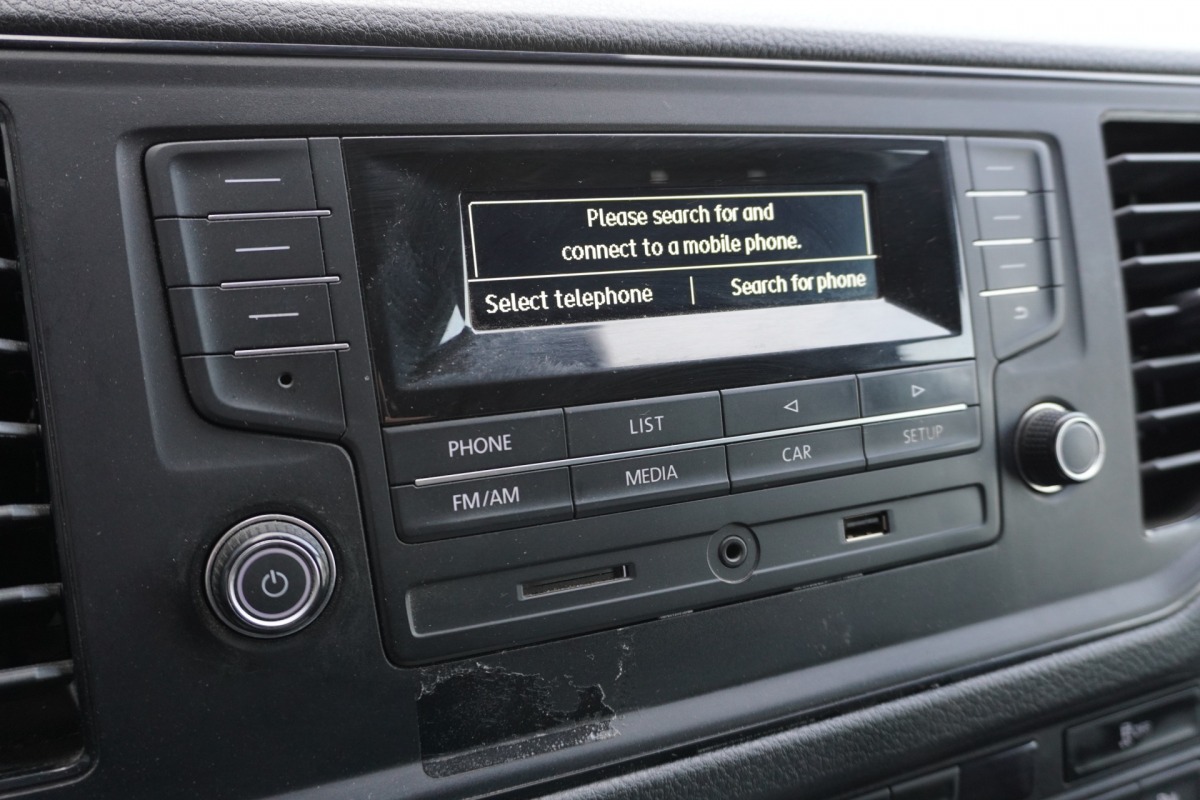 Please search for and
connect to a mobile phone.
Select telephone | Search for phone
PHONE LIST
FM/AM MEDIA CAR SETUP